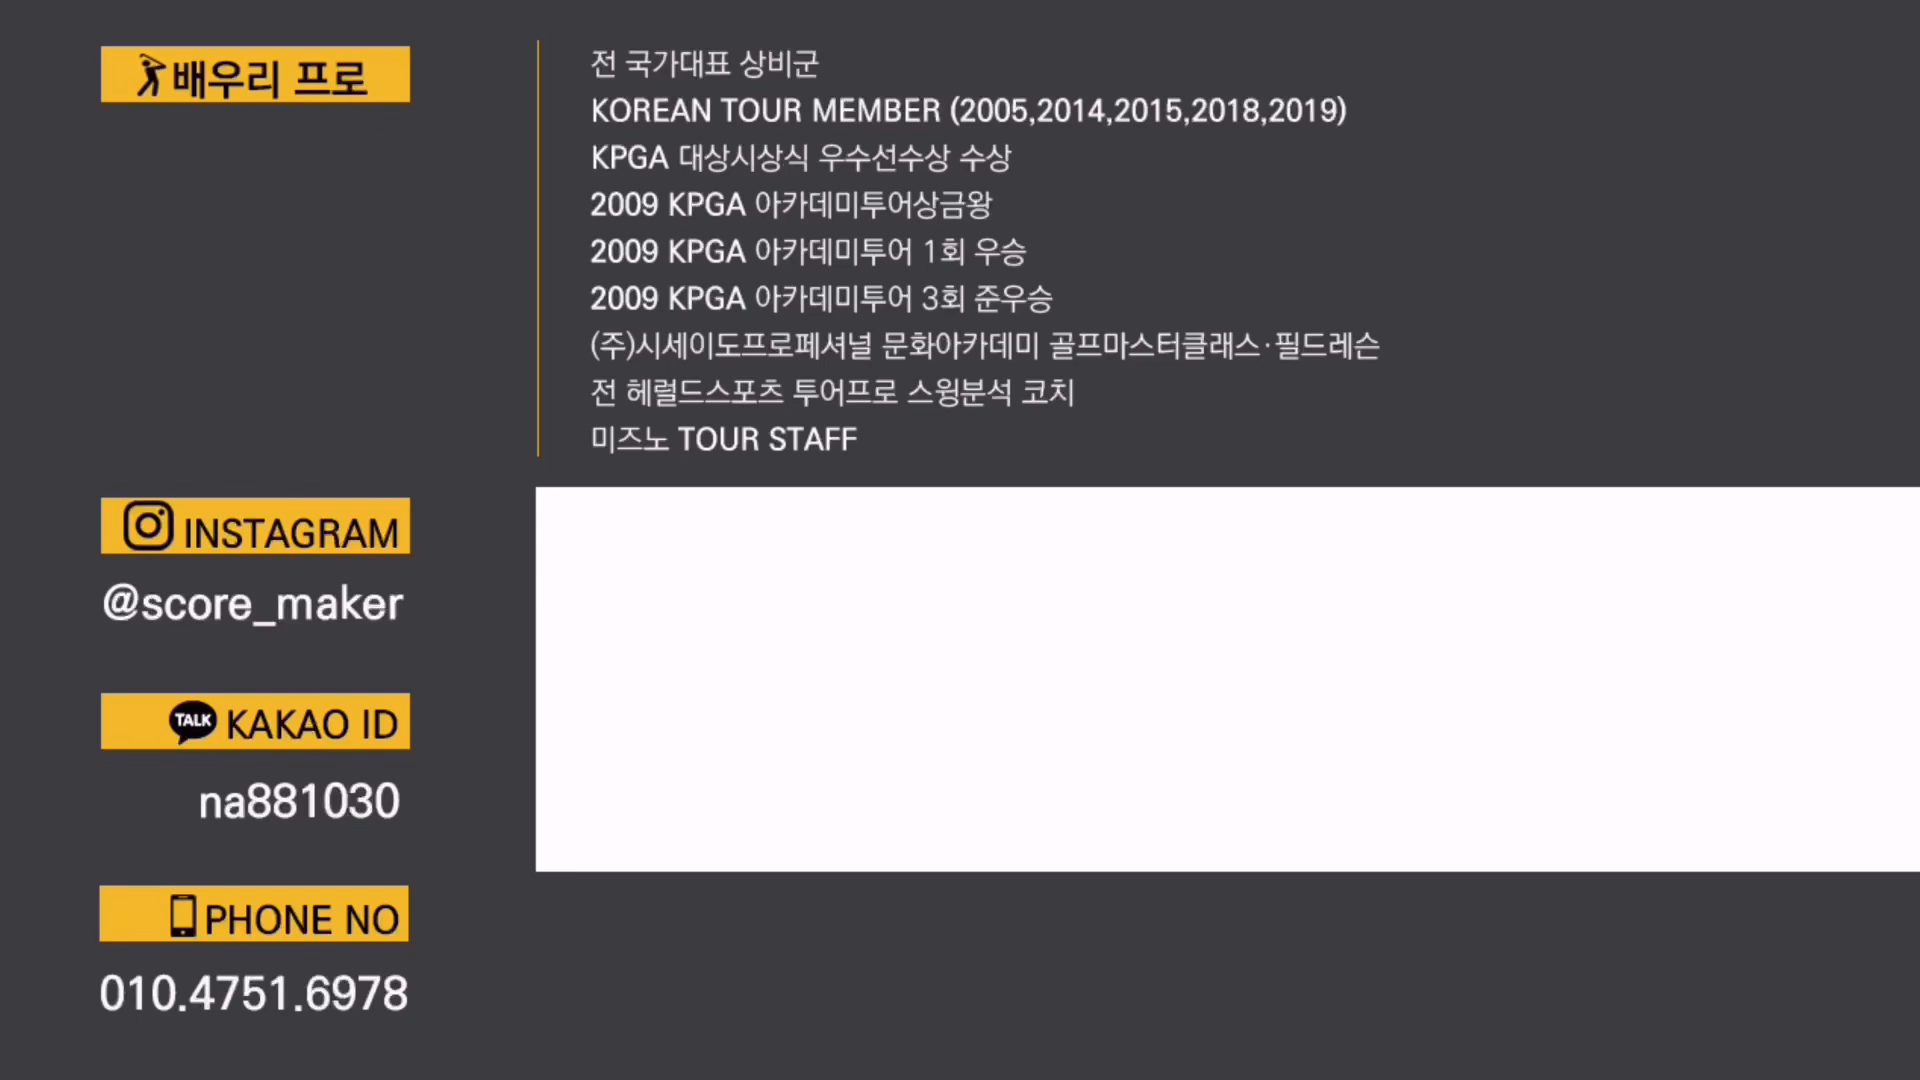 배우리 프로
전 국가대표 상비군
KOREAN TOUR MEMBER (2005,2014,2015,2018,2019)
KPGA 대상시상식 우수선수상 수상
2009 KPGA 아카데미투어상금왕
2009 KPGA 아카데미투어 1회 우승
2009 KPGA 아카데미투어 3회 준우승
(주)시세이도프로페셔널 문화아카데미 골프마스터클래스·필드레슨
전 헤럴드스포츠 투어프로 스윙분석 코치
미즈노 TOUR STAFF
INSTAGRAM
@score_maker
TALK KAKAO ID
na881030
PHONE NO
010.4751.6978